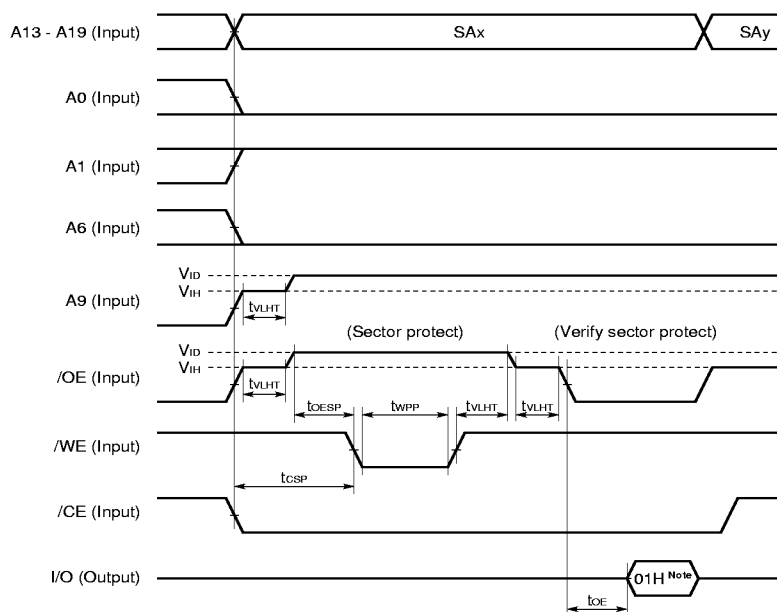 A13 - A19 (Input)
SAx
SAy
A0 (Input)
A1 (Input)
A6 (Input)
VID
VIH
A9 (Input)
tVLHT
(Sector protect)
(Verify sector protect)
VID
VIH
/OE (Input)
tVLHT
tOESP
tWPP
tVLHT
tVLHT
/WE (Input)
tCSP
/CE (Input)
I/O (Output)
01H Note
tOE